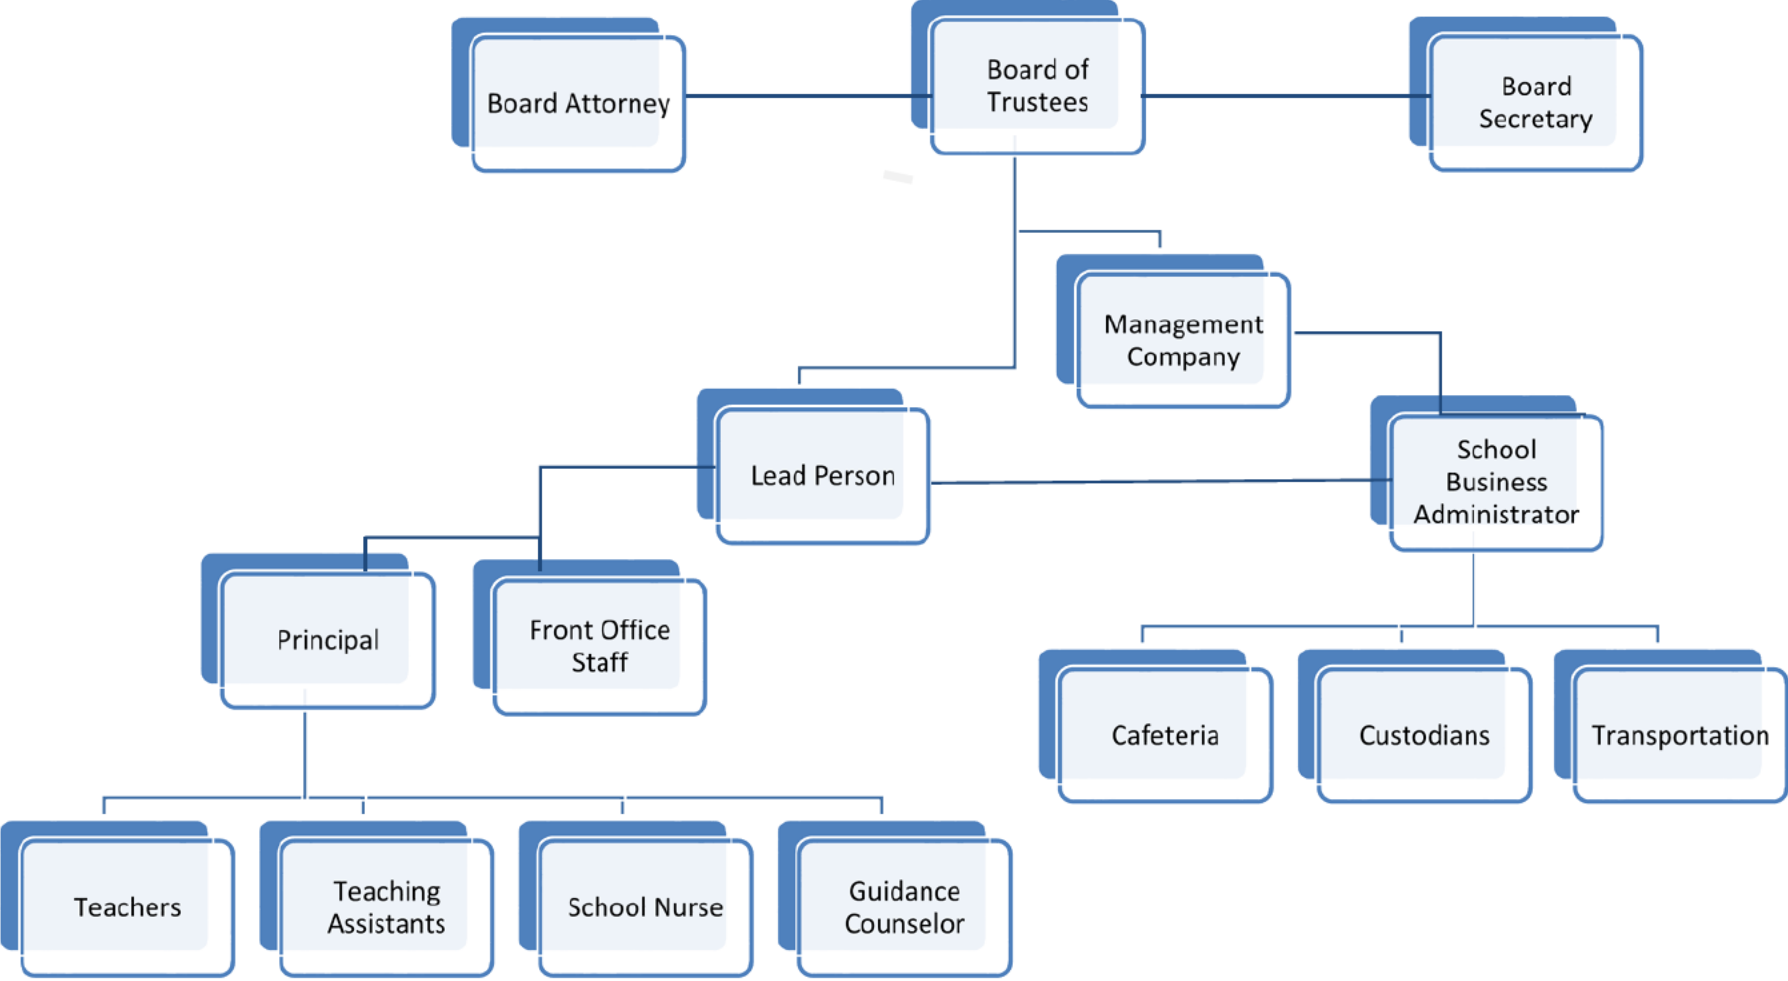 Board Attorney
Board of
Trustees
Board
Secretary
Management
Company
Lead Person
School
Business
Administrator
Principal
Front Office
Staff
Cafeteria
Custodians
Transportation
Teachers
Teaching
Assistants
School Nurse
Guidance
Counselor